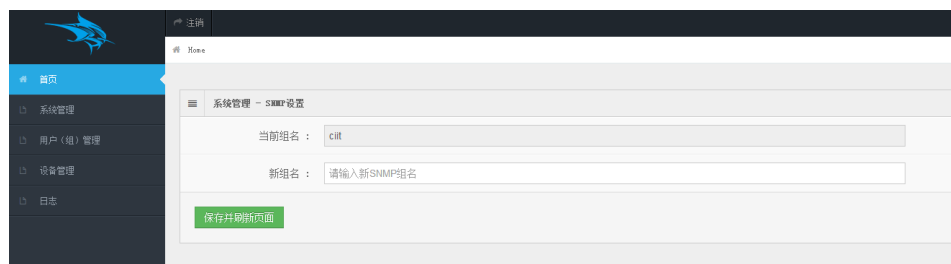 注销
Home
首页
系统管理
用户（组）管理
设备管理
日志
系统管理 - SNMP设置
当前组名 : ciit
新组名 : 请输入新SNMP组名
保存并刷新页面